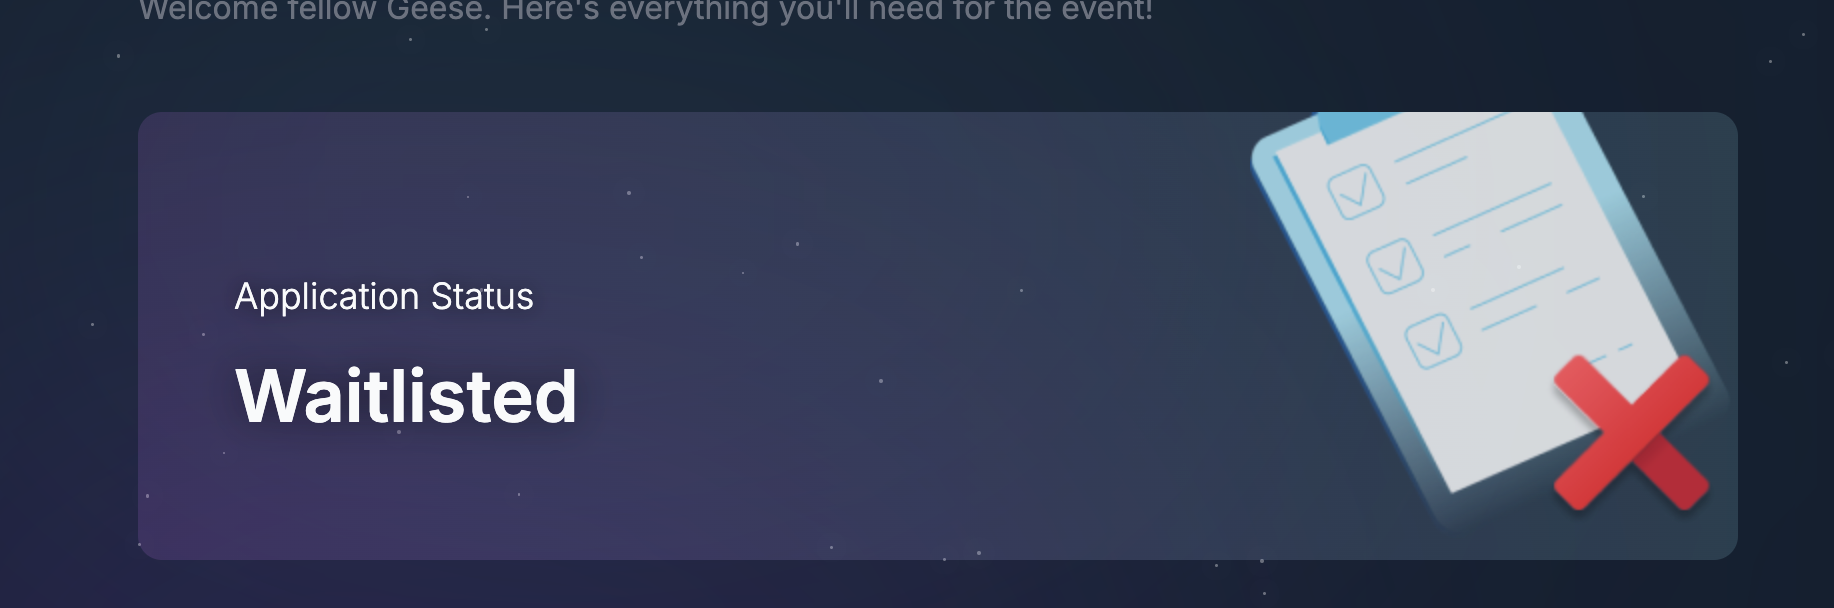 Welcome fellow Geese. Here's everything you'll need for the event!
Application Status
Waitlisted